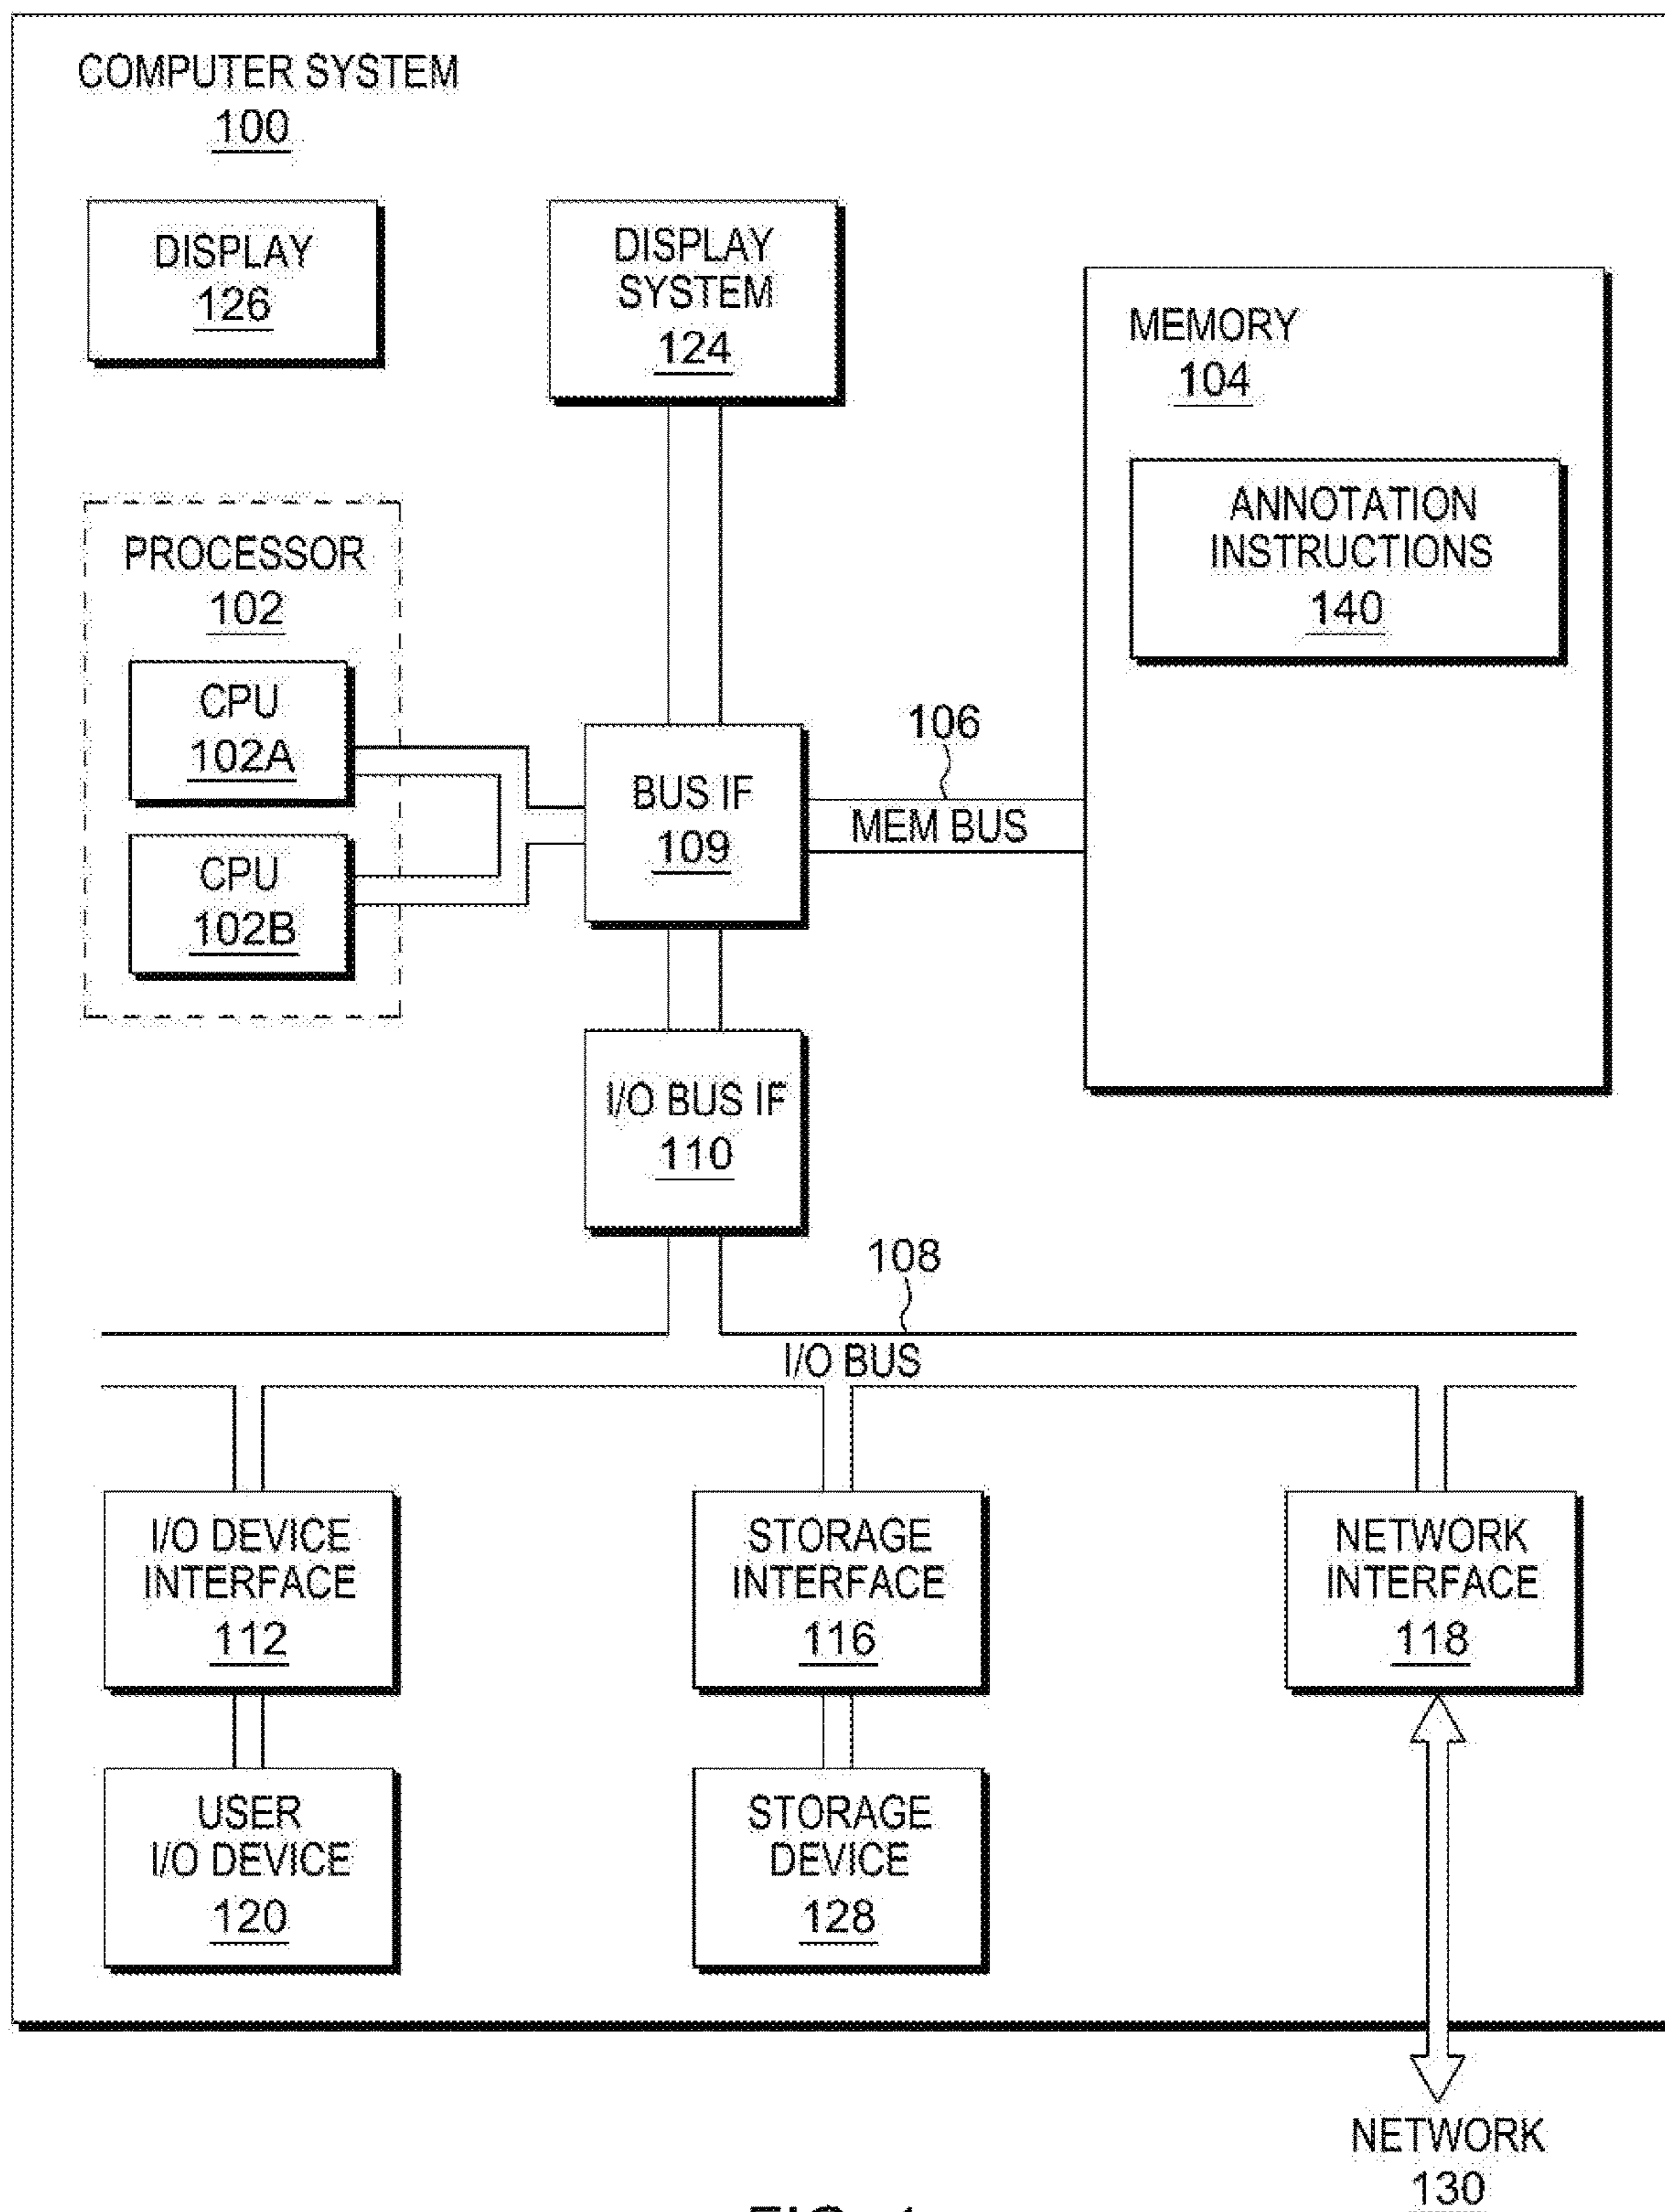 COMPUTER SYSTEM
100
DISPLAY
126
DISPLAY
SYSTEM
124
MEMORY
104
ANNOTATION
INSTRUCTIONS
140
PROCESSOR
102
CPU
102A
CPU
102B
BUS IF
109
106
MEM BUS
I/O BUS IF
110
108
I/O BUS
I/O DEVICE
INTERFACE
112
STORAGE
INTERFACE
116
NETWORK
INTERFACE
118
USER
I/O DEVICE
120
STORAGE
DEVICE
128
NETWORK
130